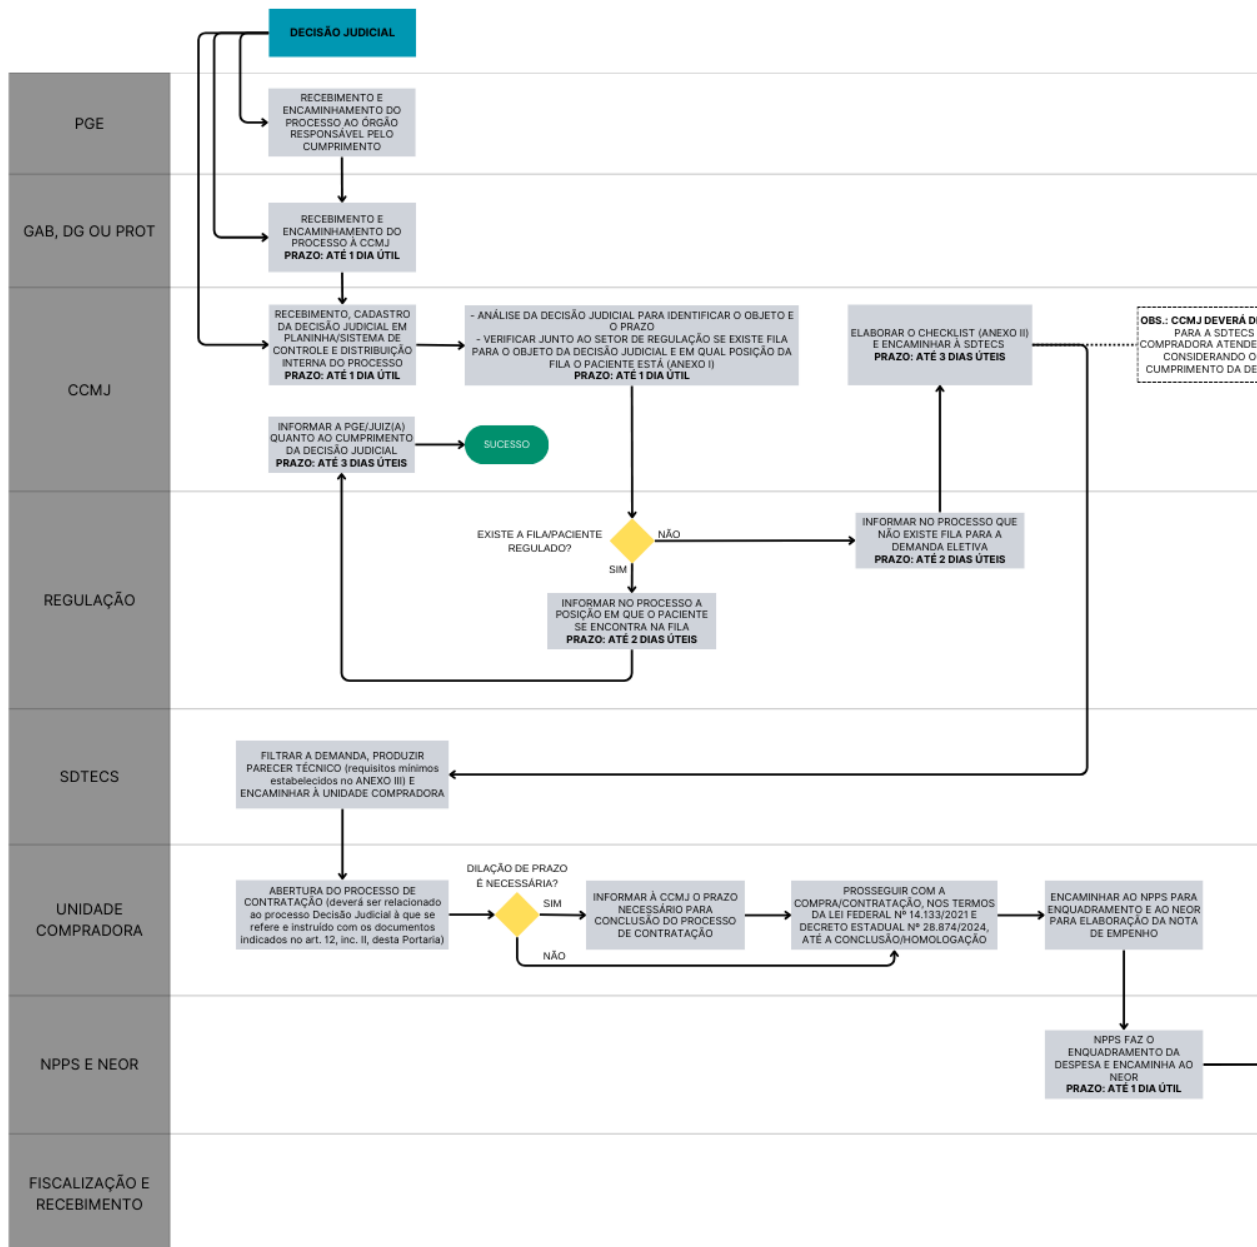 DECISÃO JUDICIAL
PGE
RECEBIMENTO E
ENCAMINHAMENTO DO
PROCESSO AO ÓRGÃO
RESPONSÁVEL PELO
CUMPRIMENTO
GAB, DG OU PROT
RECEBIMENTO E
ENCAMINHAMENTO DO
PROCESSO À CCMJ
PRAZO: ATÉ 1 DIA ÚTIL
CCMJ
RECEBIMENTO, CADASTRO
DA DECISÃO JUDICIAL EM
PLANINHA/SISTEMA DE
CONTROLE E DISTRIBUIÇÃO
INTERNA DO PROCESSO
PRAZO: ATÉ 1 DIA ÚTIL
- ANÁLISE DA DECISÃO JUDICIAL PARA IDENTIFICAR O OBJETO E
O PRAZO
- VERIFICAR JUNTO AO SETOR DE REGULAÇÃO SE EXISTE FILA
PARA O OBJETO DA DECISÃO JUDICIAL E EM QUAL POSIÇÃO DA
FILA O PACIENTE ESTÁ (ANEXO I)
PRAZO: ATÉ 1 DIA ÚTIL
ELABORAR O CHECKLIST (ANEXO II)
E ENCAMINHAR À SDTECS
PRAZO: ATÉ 3 DIAS ÚTEIS
OBS.: CCMJ DEVERÁ D
PARA A SDTECS
COMPRADORA ATENDE
CONSIDERANDO O
CUMPRIMENTO DA DE
INFORMAR A PGE/JUIZ(A)
QUANTO AO CUMPRIMENTO
DA DECISÃO JUDICIAL
PRAZO: ATÉ 3 DIAS ÚTEIS
SUCESSO
REGULAÇÃO
EXISTE A FILA/PACIENTE
REGULADO?
NÃO
SIM
INFORMAR NO PROCESSO QUE
NÃO EXISTE FILA PARA A
DEMANDA ELETIVA
PRAZO: ATÉ 2 DIAS ÚTEIS
INFORMAR NO PROCESSO A
POSIÇÃO EM QUE O PACIENTE
SE ENCONTRA NA FILA
PRAZO: ATÉ 2 DIAS ÚTEIS
SDTECS
FILTRAR A DEMANDA, PRODUZIR
PARECER TÉCNICO (requisitos mínimos
estabelecidos no ANEXO III) E
ENCAMINHAR À UNIDADE COMPRADORA
UNIDADE
COMPRADORA
ABERTURA DO PROCESSO DE
CONTRATAÇÃO (deverá ser relacionado
ao processo Decisão Judicial à que se
refere e instruído com os documentos
indicados no art. 12, inc. II, desta Portaria)
DILAÇÃO DE PRAZO
É NECESSÁRIA?
SIM
NÃO
INFORMAR À CCMJ O PRAZO
NECESSÁRIO PARA
CONCLUSÃO DO PROCESSO
DE CONTRATAÇÃO
PROSSEGUIR COM A
COMPRA/CONTRATAÇÃO, NOS TERMOS
DA LEI FEDERAL Nº 14.133/2021 E
DECRETO ESTADUAL Nº 28.874/2024,
ATÉ A CONCLUSÃO/HOMOLOGAÇÃO
ENCAMINHAR AO NPPS PARA
ENQUADRAMENTO E AO NEOR
PARA ELABORAÇÃO DA NOTA
DE EMPENHO
NPPS E NEOR
NPPS FAZ O
ENQUADRAMENTO DA
DESPESA E ENCAMINHA AO
NEOR
PRAZO: ATÉ 1 DIA ÚTIL
FISCALIZAÇÃO E
RECEBIMENTO